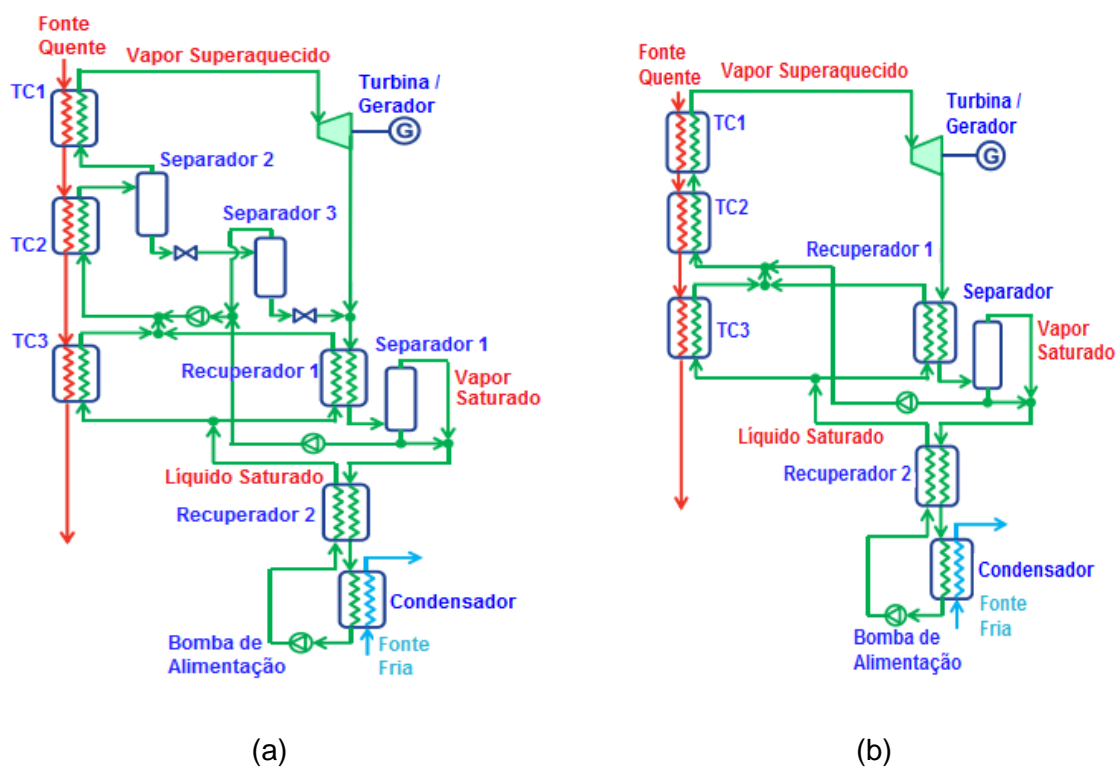 Fonte
Quente
Vapor Superaquecido
TC1
Turbina /
Gerador
G
Separador 2
TC2
Separador 3
TC3
Separador 1
Recuperador 1
Vapor
Saturado
Líquido Saturado
Recuperador 2
Condensador
Bomba de
Alimentação
Fonte
Fria
(a)
Fonte
Quente
Vapor Superaquecido
TC1
Turbina /
Gerador
G
TC2
Recuperador 1
Separador
TC3
Vapor
Saturado
Líquido Saturado
Recuperador 2
Condensador
Fonte
Fria
Bomba de
Alimentação
(b)